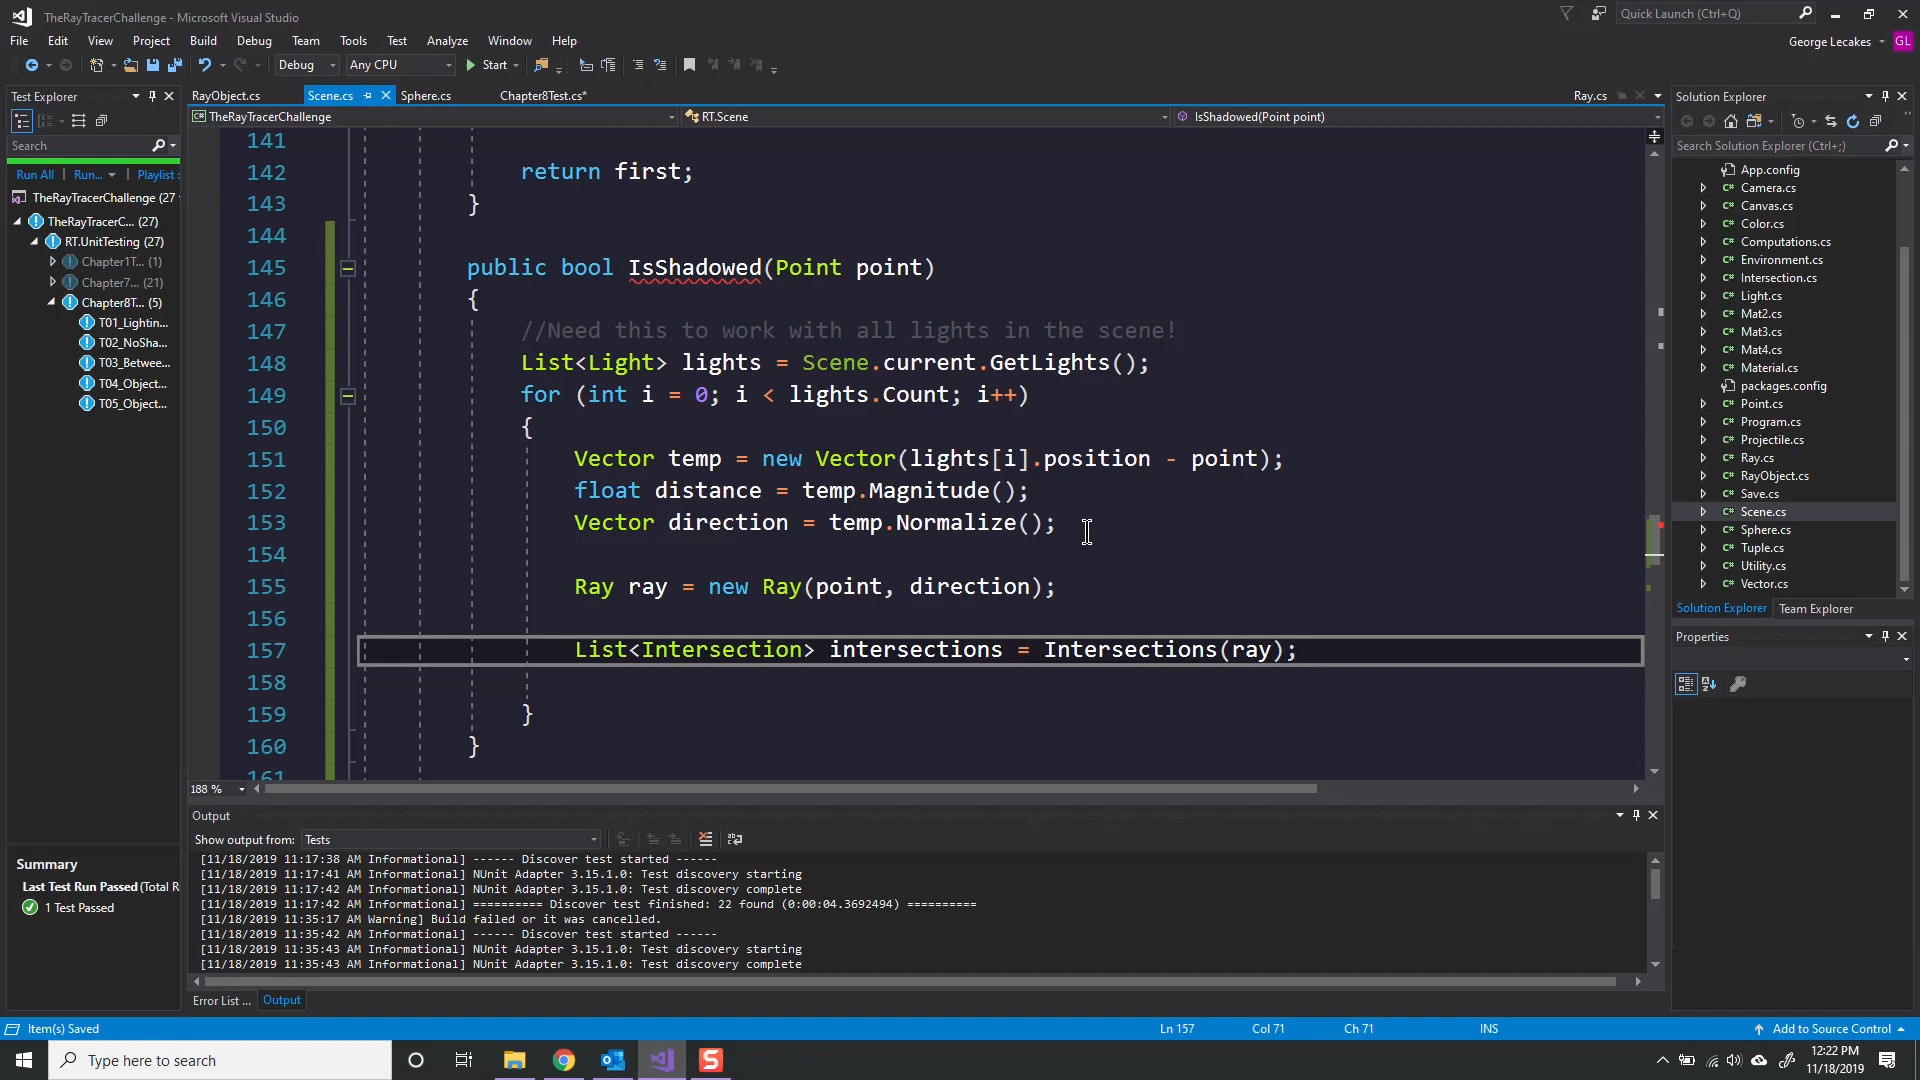 TheRayTracerChallenge - Microsoft Visual Studio
Quick Launch (Ctrl+Q)
File Edit View Project Build Debug Team Tools Test Analyze Window Help
George Lecakes GL
Debug Any CPU Start
Test Explorer
RayObject.cs Scene.cs Sphere.cs Chapter8Test.cs* Ray.cs
Solution Explorer
TheRayTracerChallenge RT.Scene IsShadowed(Point point)
Search
Run All | Run... | Playlist :
TheRayTracerChallenge (27
TheRayTracerC... (27)
RT.UnitTesting (27)
Chapter1T... (1)
Chapter7... (21)
Chapter8T... (5)
T01_Lightin...
T02_NoSha...
T03_Betwee...
T04_Object...
T05_Object...
Summary
Last Test Run Passed (Total R
1 Test Passed
141
142 return first;
143 }
144
145 public bool IsShadowed(Point point)
146 {
147 //Need this to work with all lights in the scene!
148 List<Light> lights = Scene.current.GetLights();
149 for (int i = 0; i < lights.Count; i++)
150 {
151 Vector temp = new Vector(lights[i].position - point);
152 float distance = temp.Magnitude();
153 Vector direction = temp.Normalize();
154
155 Ray ray = new Ray(point, direction);
156
157 List<Intersection> intersections = Intersections(ray);
158
159 }
160 }
161
188 %
Search Solution Explorer (Ctrl+;)
App.config
C# Camera.cs
C# Canvas.cs
C# Color.cs
C# Computations.cs
C# Environment.cs
C# Intersection.cs
C# Light.cs
C# Mat2.cs
C# Mat3.cs
C# Mat4.cs
C# Material.cs
packages.config
C# Point.cs
C# Program.cs
C# Projectile.cs
C# Ray.cs
C# RayObject.cs
C# Save.cs
C# Scene.cs
C# Sphere.cs
C# Tuple.cs
C# Utility.cs
C# Vector.cs
Solution Explorer Team Explorer
Properties
Output
Show output from: Tests
[11/18/2019 11:17:38 AM Informational] ------ Discover test started ------
[11/18/2019 11:17:41 AM Informational] NUnit Adapter 3.15.1.0: Test discovery starting
[11/18/2019 11:17:42 AM Informational] NUnit Adapter 3.15.1.0: Test discovery complete
[11/18/2019 11:17:42 AM Informational] ========== Discover test finished: 22 found (0:00:04.3692494) ==========
[11/18/2019 11:35:17 AM Warning] Build failed or it was cancelled.
[11/18/2019 11:35:42 AM Informational] ------ Discover test started ------
[11/18/2019 11:35:43 AM Informational] NUnit Adapter 3.15.1.0: Test discovery starting
[11/18/2019 11:35:43 AM Informational] NUnit Adapter 3.15.1.0: Test discovery complete
Error List ... Output
Item(s) Saved Ln 157 Col 71 Ch 71 INS Add to Source Control
Type here to search
12:22 PM
11/18/2019